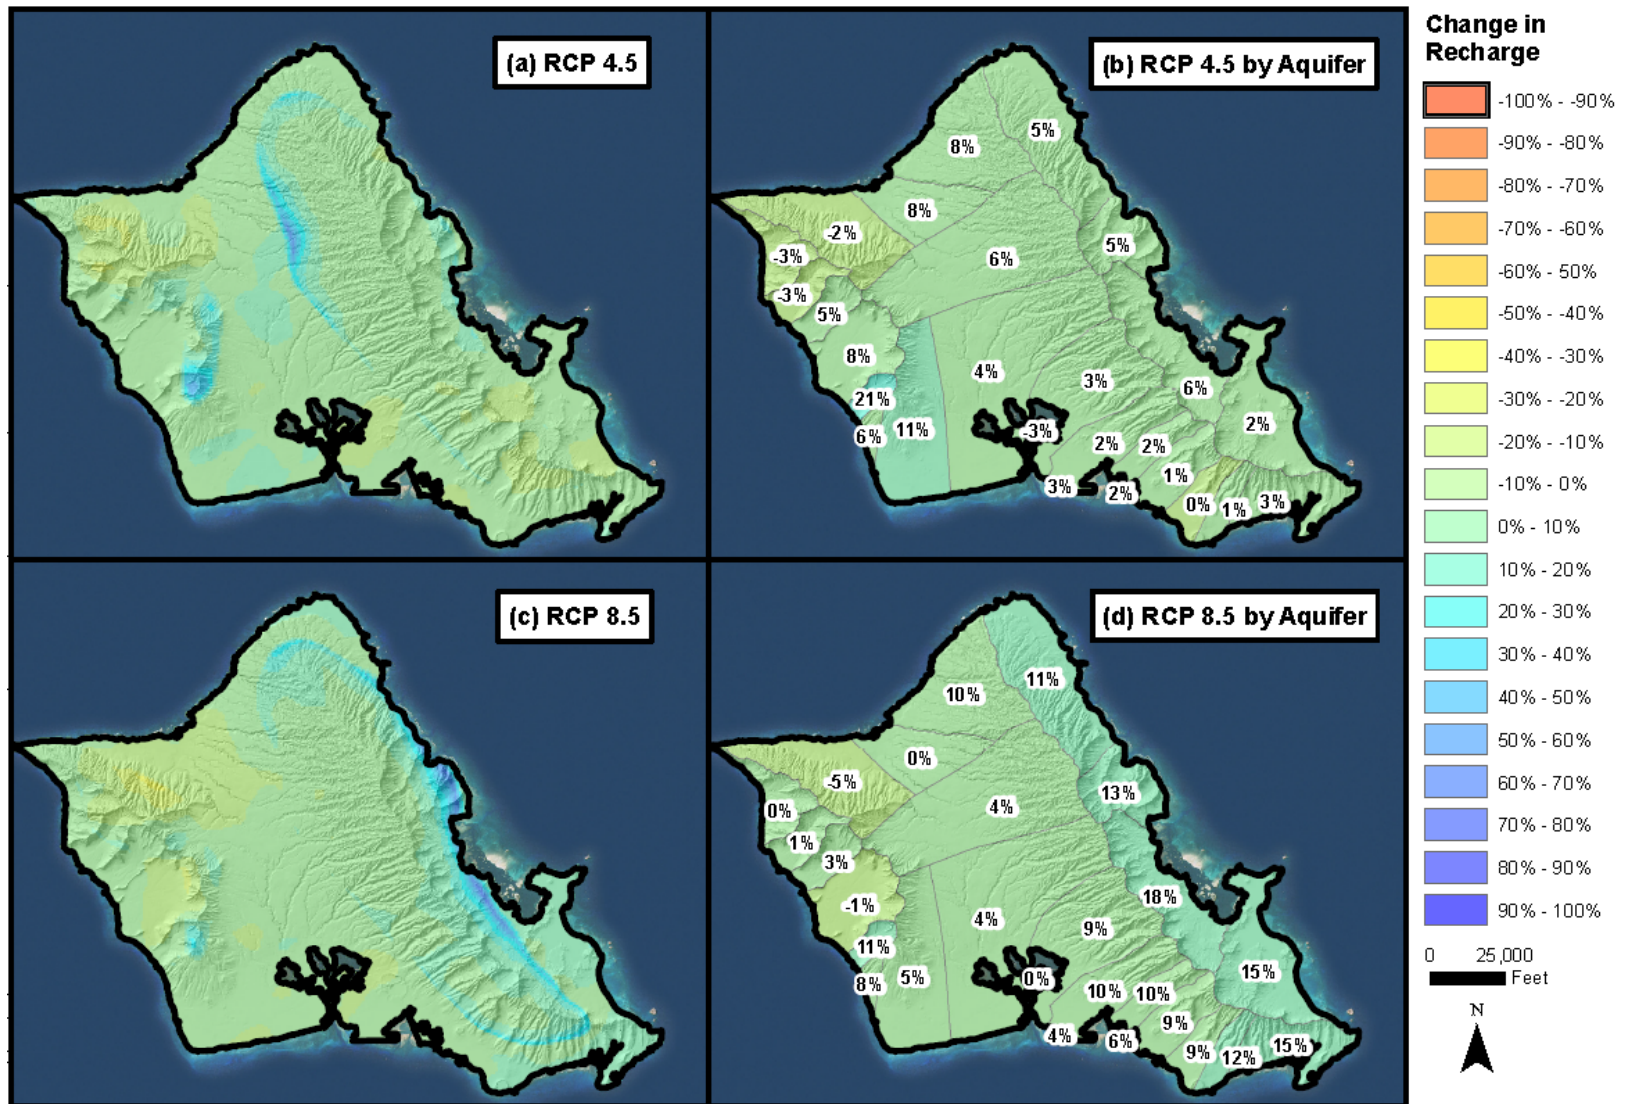 (a) RCP 4.5
(b) RCP 4.5 by Aquifer
8%
5%
8%
-2%
5%
-3%
6%
-3%
5%
8%
4%
3%
6%
21%
2%
6%
11%
-3%
2%
2%
1%
3%
2%
0%
1%
3%
(c) RCP 8.5
(d) RCP 8.5 by Aquifer
11%
10%
0%
-5%
13%
0%
4%
1%
3%
18%
-1%
4%
9%
11%
15%
8%
5%
0%
10%
10%
9%
4%
6%
9%
12%
15%
Change in
Recharge
-100% - -90%
-90% - -80%
-80% - -70%
-70% - -60%
-60% - 50%
-50% - -40%
-40% - -30%
-30% - -20%
-20% - -10%
-10% - 0%
0% - 10%
10% - 20%
20% - 30%
30% - 40%
40% - 50%
50% - 60%
60% - 70%
70% - 80%
80% - 90%
90% - 100%
0 25,000
Feet
N